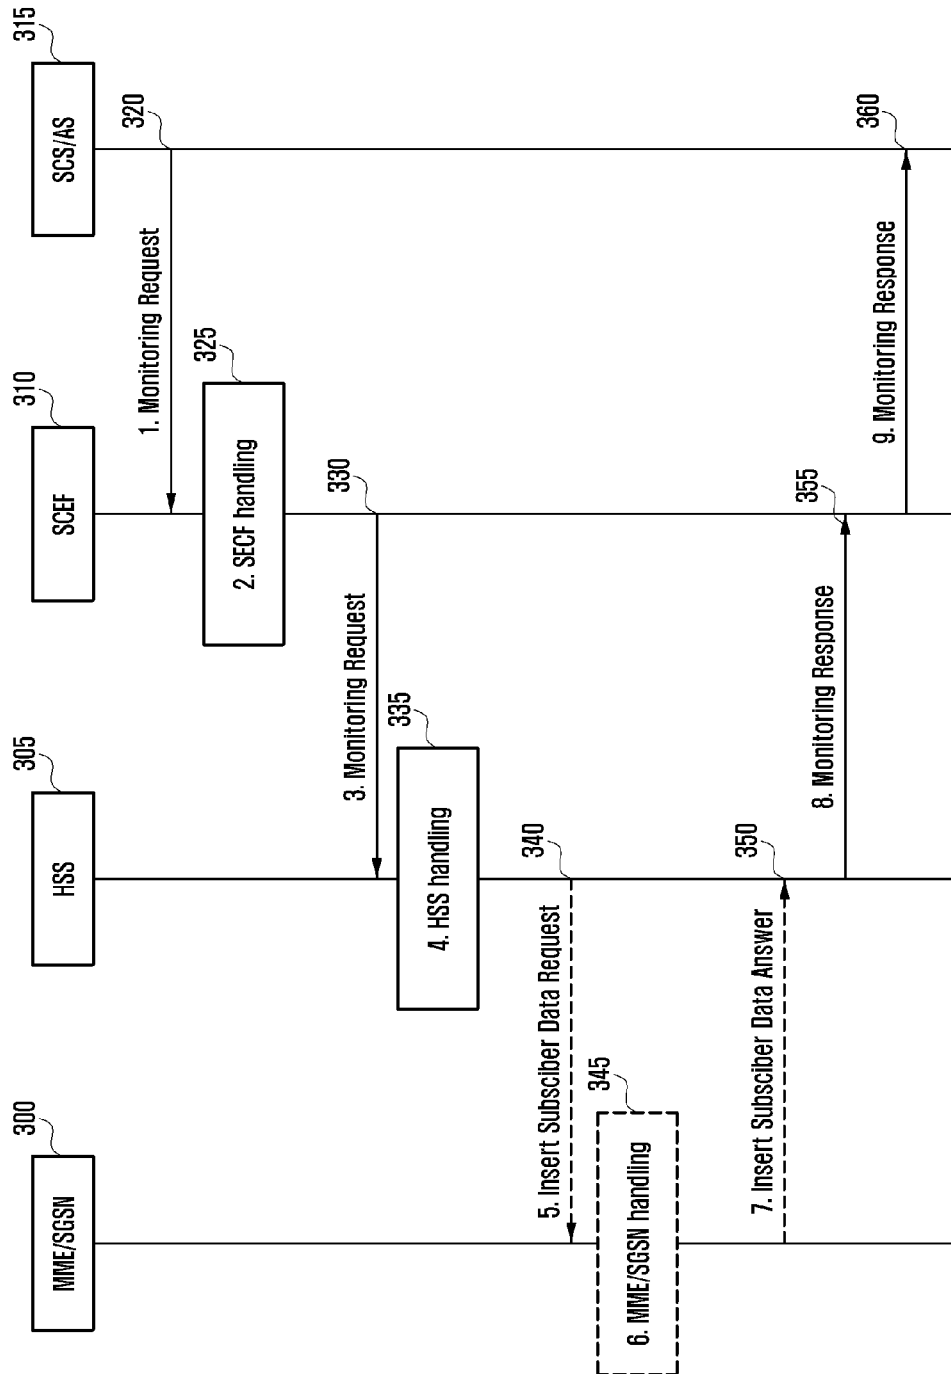 MME/SGSN
300
HSS
305
SCEF
310
SCS/AS
315
1. Monitoring Request
320
2. SECF handling
325
3. Monitoring Request
330
4. HSS handling
335
5. Insert Subsciber Data Request
340
6. MME/SGSN handling
345
7. Insert Subsciber Data Answer
350
8. Monitoring Response
355
9. Monitoring Response
360